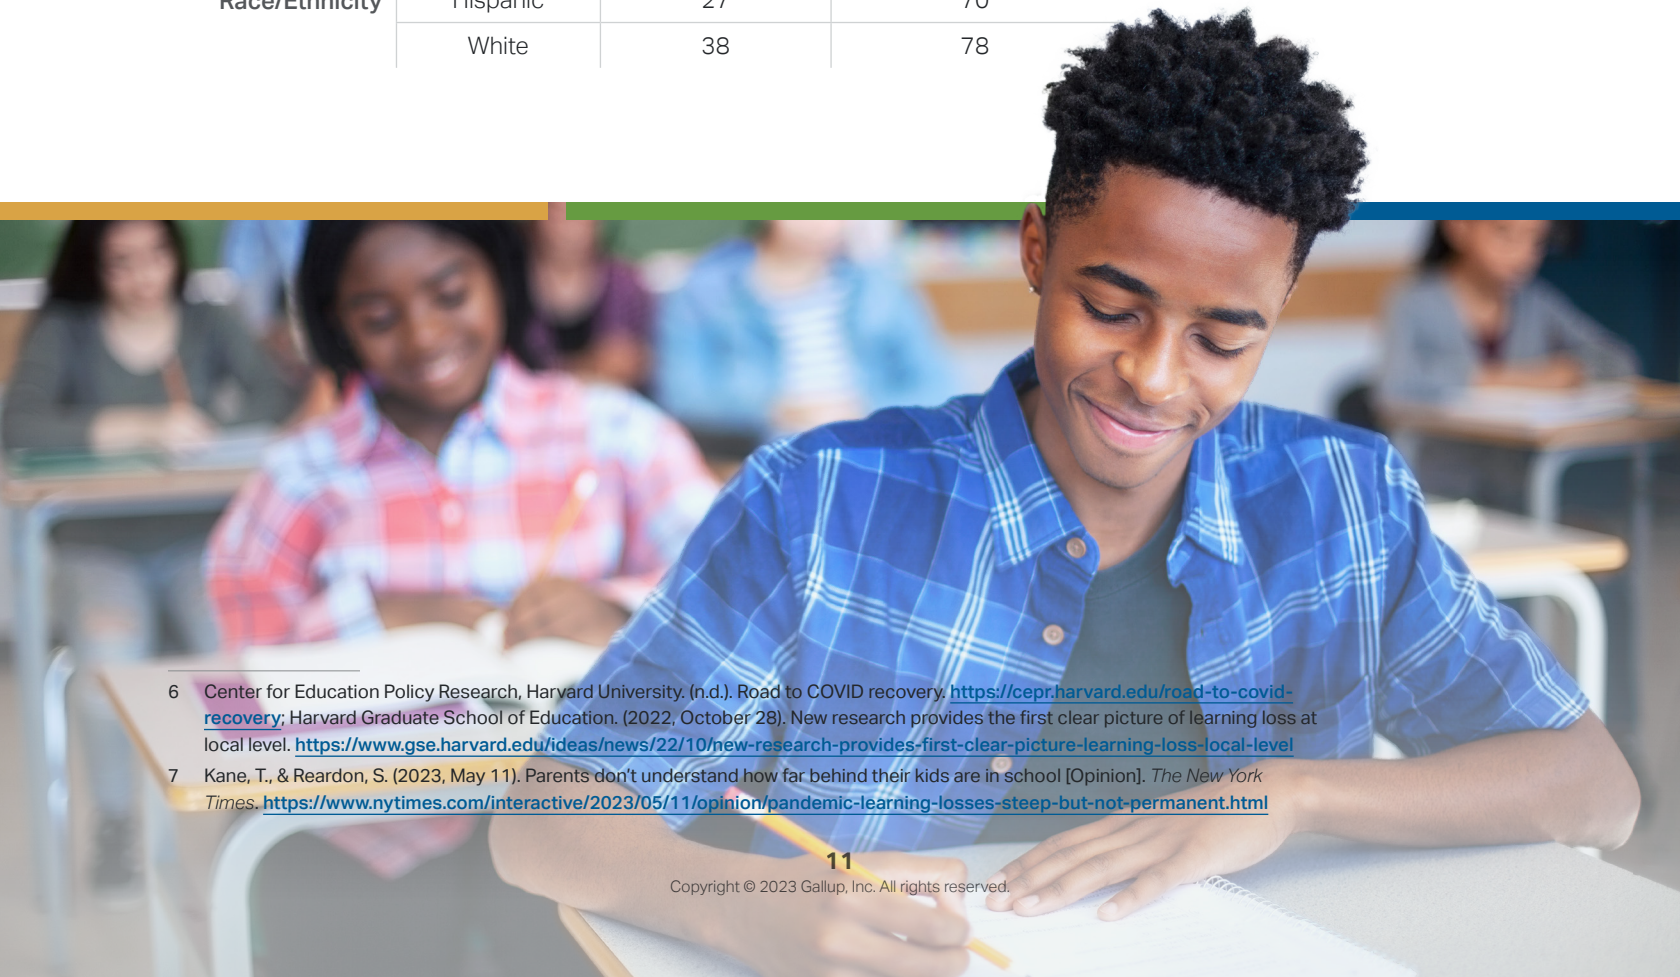 Race/Ethnicity Hispanic 27 70
White 38 78
6 Center for Education Policy Research, Harvard University. (n.d.). Road to COVID recovery. https://cepr.harvard.edu/road-to-covid-
recovery; Harvard Graduate School of Education. (2022, October 28). New research provides the first clear picture of learning loss at
local level. https://www.gse.harvard.edu/ideas/news/22/10/new-research-provides-first-clear-picture-learning-loss-local-level
7 Kane, T., & Reardon, S. (2023, May 11). Parents don't understand how far behind their kids are in school [Opinion]. The New York
Times. https://www.nytimes.com/interactive/2023/05/11/opinion/pandemic-learning-losses-steep-but-not-permanent.html
11
Copyright © 2023 Gallup, Inc. All rights reserved.